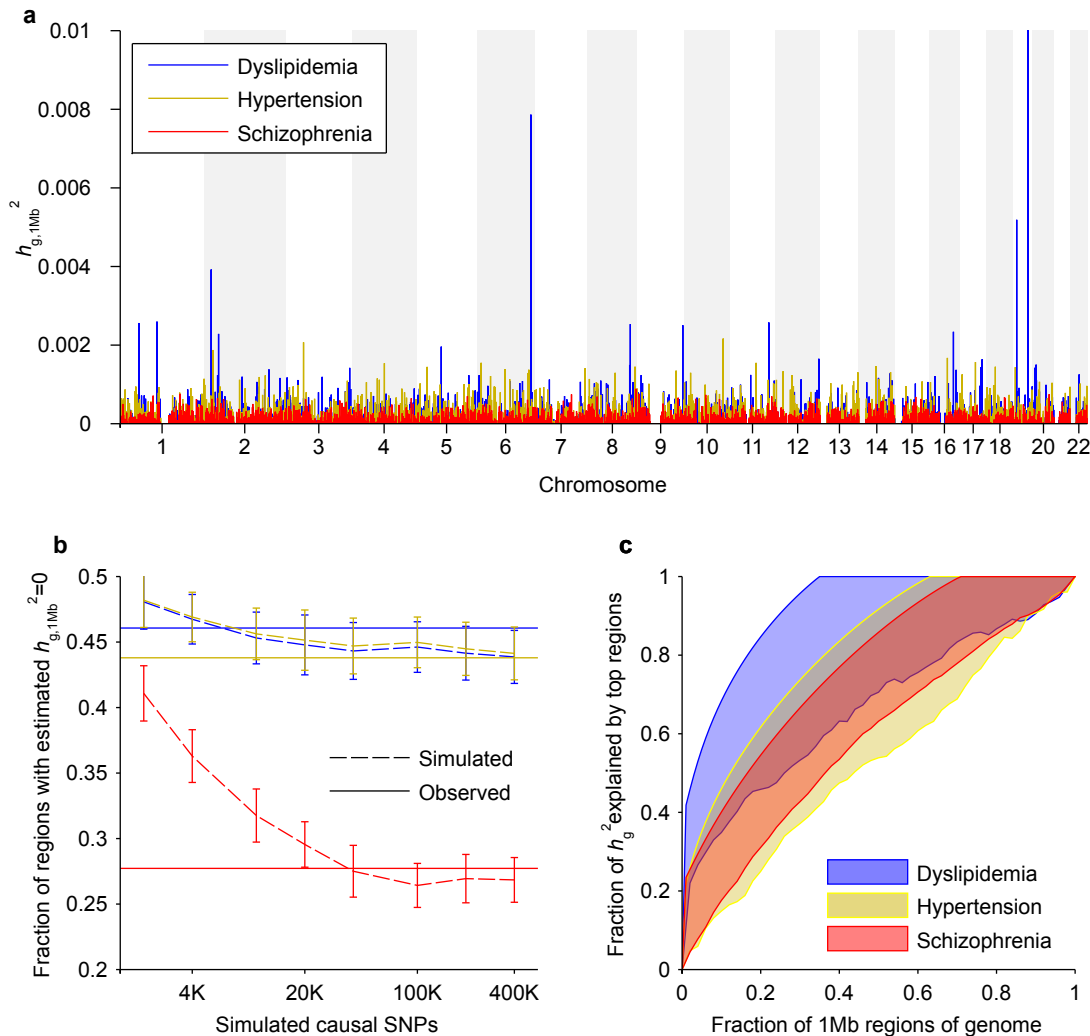 a
0.01
0.008
0.006
0.004
0.002
0
h g,1Mb 2
Dyslipidemia
Hypertension
Schizophrenia
1 2 3 4 5 6 7 8 9 10 11 12 13 14 15 16 17 18 20 22
Chromosome
b
0.5
0.45
0.4
0.35
0.3
0.25
0.2
Fraction of regions with estimated h g,1Mb 2=0
Simulated
Observed
4K 20K 100K 400K
Simulated causal SNPs
c
1
0.8
0.6
0.4
0.2
0
Fraction of h g 2 explained by top regions
Dyslipidemia
Hypertension
Schizophrenia
0 0.2 0.4 0.6 0.8 1
Fraction of 1Mb regions of genome